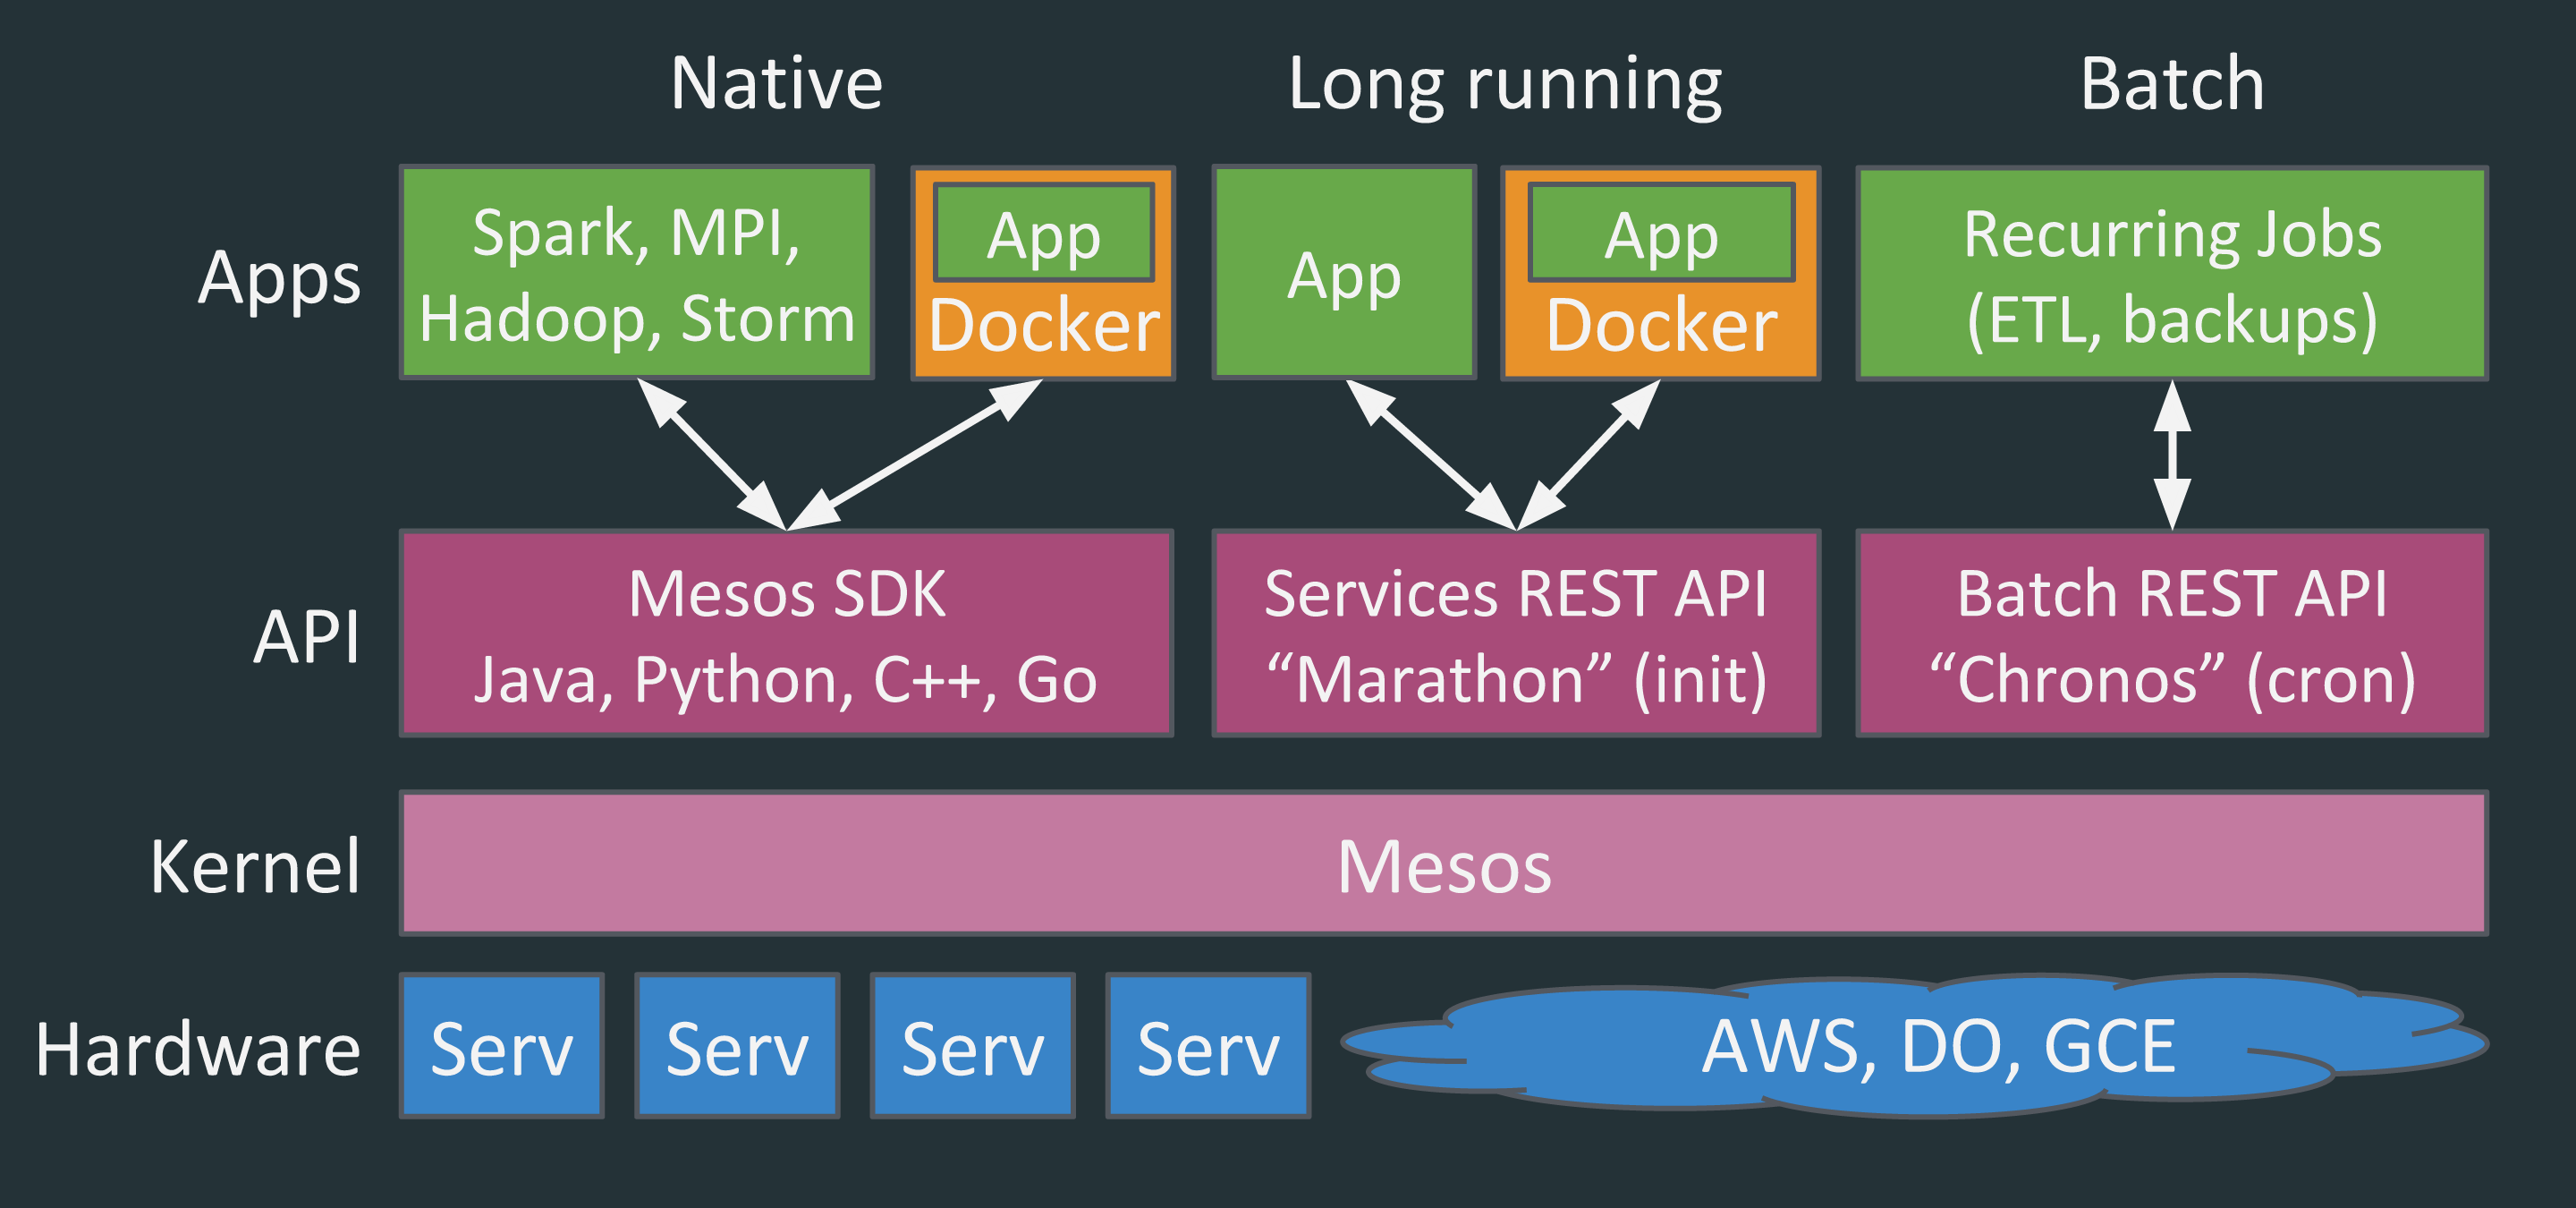 Native
Long running
Batch
Apps
Spark, MPI,
Hadoop, Storm
App
Docker
App
App
Docker
Recurring Jobs
(ETL, backups)
API
Mesos SDK
Java, Python, C++, Go
Services REST API
“Marathon” (init)
Batch REST API
“Chronos” (cron)
Kernel
Mesos
Hardware
Serv
Serv
Serv
Serv
AWS, DO, GCE